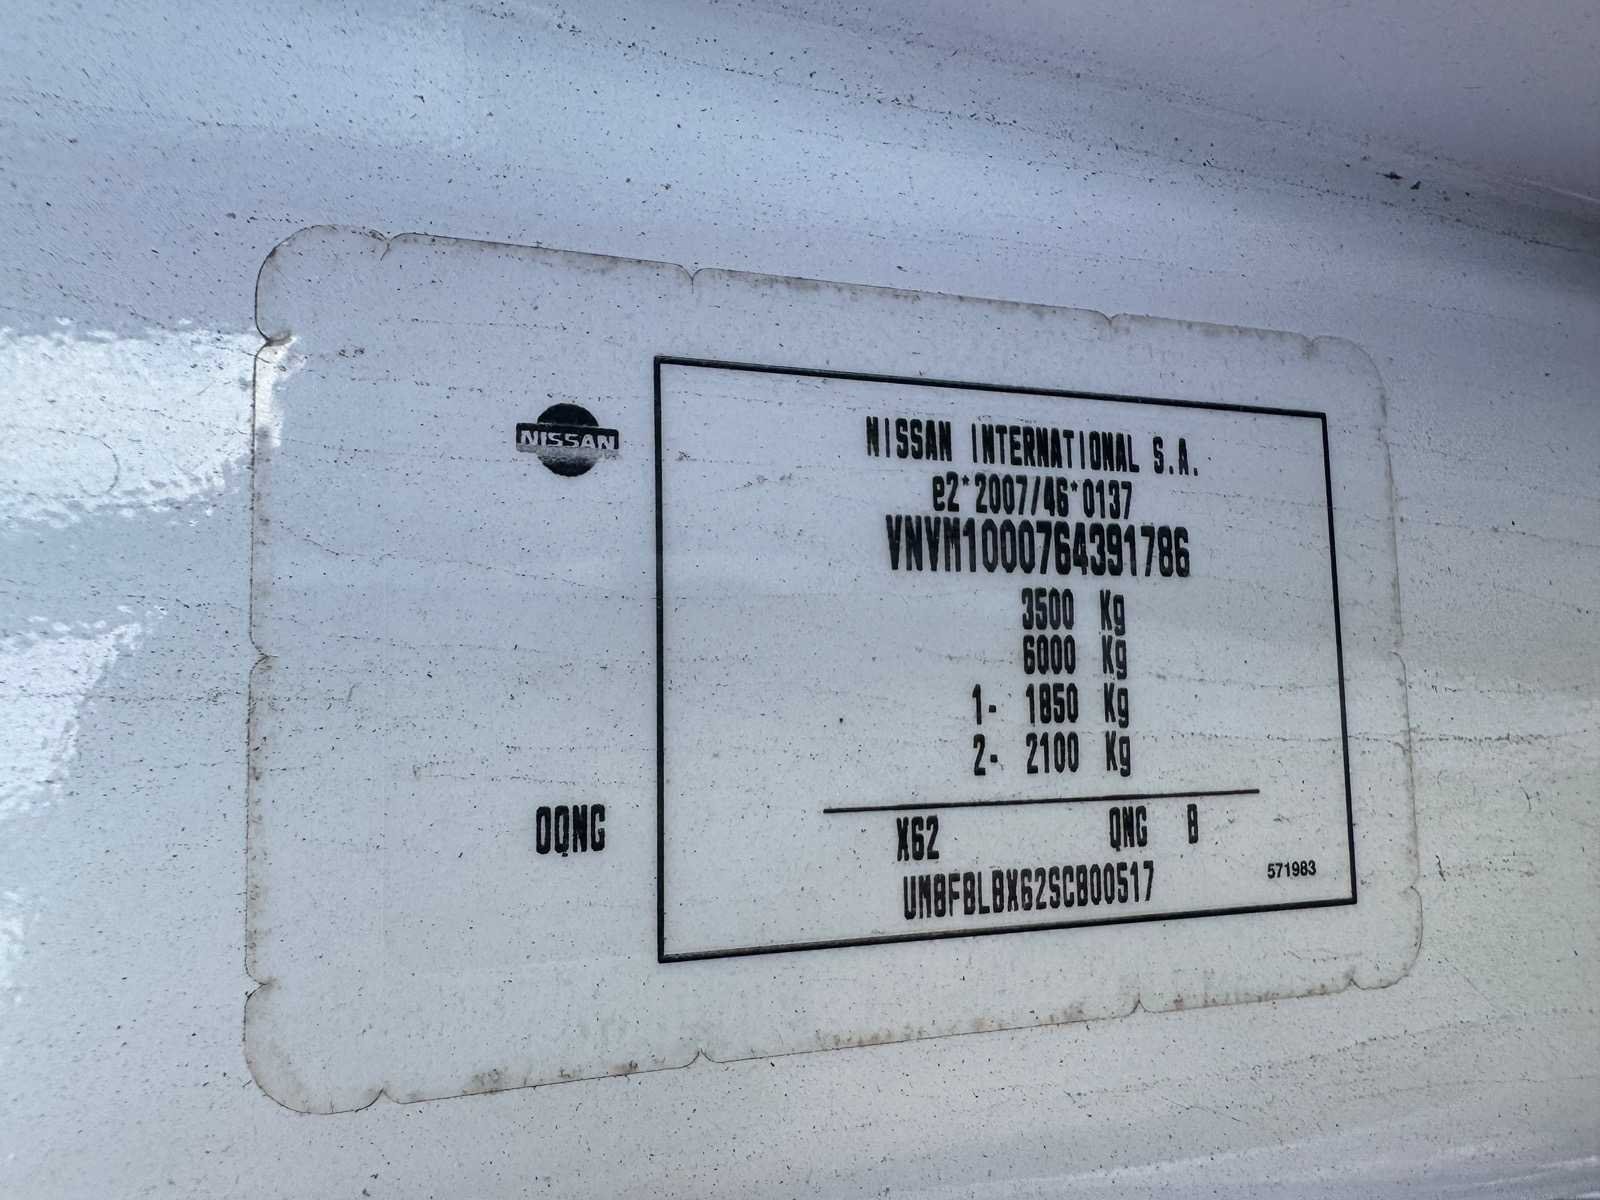 NISSAN
NISSAN INTERNATIONAL S.A.
e2*2007/46*0137
VNVM1000764391786
3500 Kg
6000 Kg
1- 1850 Kg
2- 2100 Kg
OQNG
X62 QNG B
UM8F8LBX62SCB00517
571983